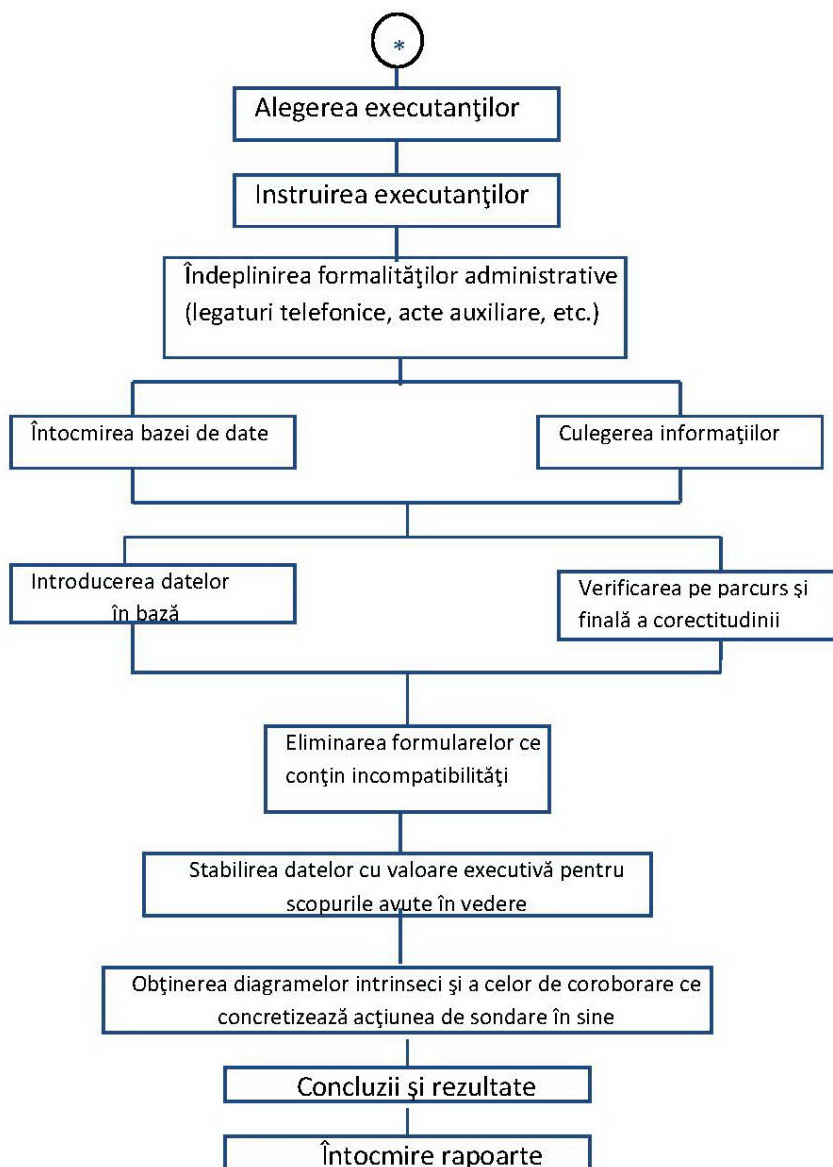 *
Alegerea executanţilor
Instruirea executanţilor
Îndeplinirea formalităţilor administrative
(legaturi telefonice, acte auxiliare, etc.)
Întocmirea bazei de date
Culegerea informaţiilor
Introducerea datelor
în bază
Verificarea pe parcurs şi
finală a corectitudinii
Eliminarea formularelor ce
conţin incompatibilităţi
Stabilirea datelor cu valoare executivă pentru
scopurile avute în vedere
Obţinerea diagramelor intrinseci şi a celor de coroborare ce
concretizează acţiunea de sondare în sine
Concluzii şi rezultate
Întocmire rapoarte